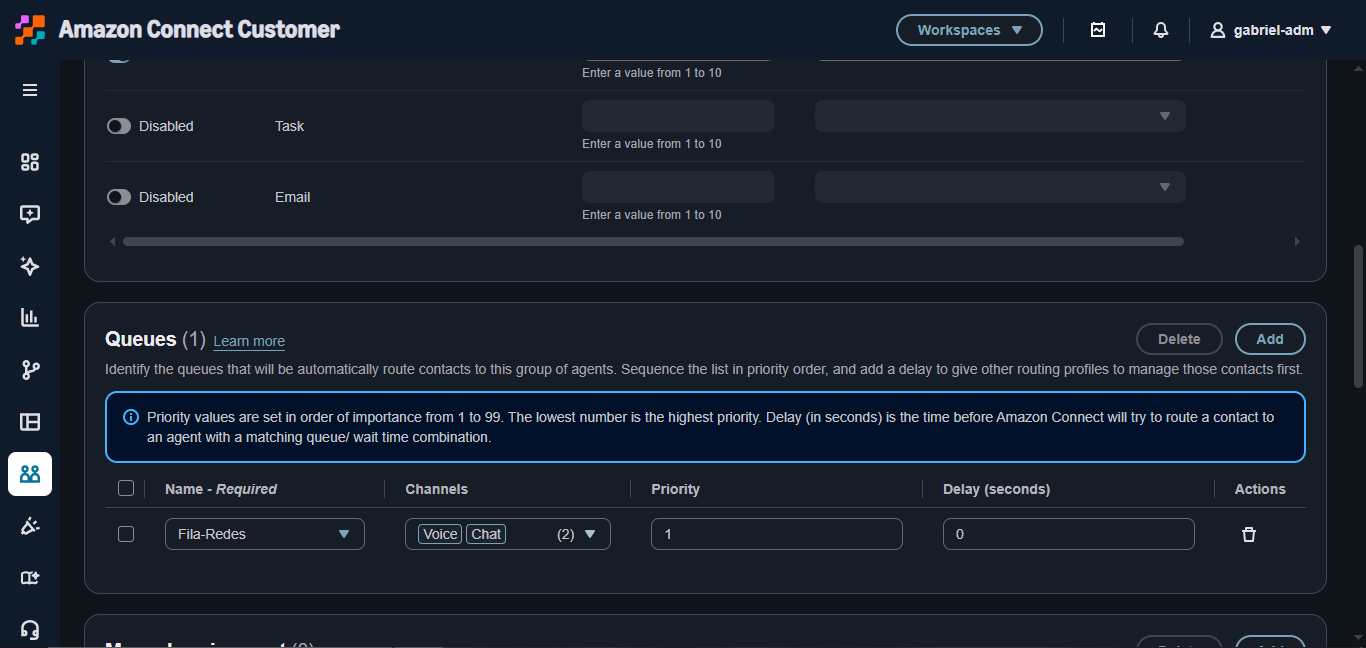 Amazon Connect Customer
Workspaces
gabriel-adm
Enter a value from 1 to 10
Disabled Task
Enter a value from 1 to 10
Disabled Email
Enter a value from 1 to 10
Queues (1) Learn more
Delete Add
Identify the queues that will be automatically route contacts to this group of agents. Sequence the list in priority order, and add a delay to give other routing profiles to manage those contacts first.
Priority values are set in order of importance from 1 to 99. The lowest number is the highest priority. Delay (in seconds) is the time before Amazon Connect will try to route a contact to
an agent with a matching queue/ wait time combination.
Name - Required Channels Priority Delay (seconds) Actions
Fila-Redes Voice Chat (2) 1 0